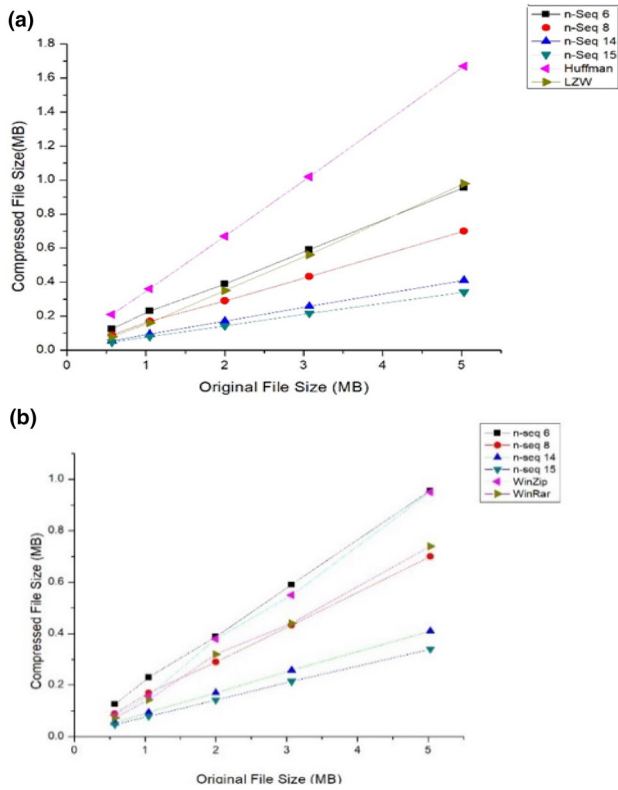 (a)
n-Seq 6
n-Seq 8
n-Seq 14
n-Seq 15
Huffman
LZW
1.8
1.6
1.4
1.2
1.0
0.8
0.6
0.4
0.2
0.0
Compressed File Size(MB)
0 1 2 3 4 5
Original File Size (MB)
(b)
n-seq 6
n-seq 8
n-seq 14
n-seq 15
WinZip
WinRar
1.0
0.8
0.6
0.4
0.2
0.0
Compressed File Size (MB)
0 1 2 3 4 5
Original File Size (MB)